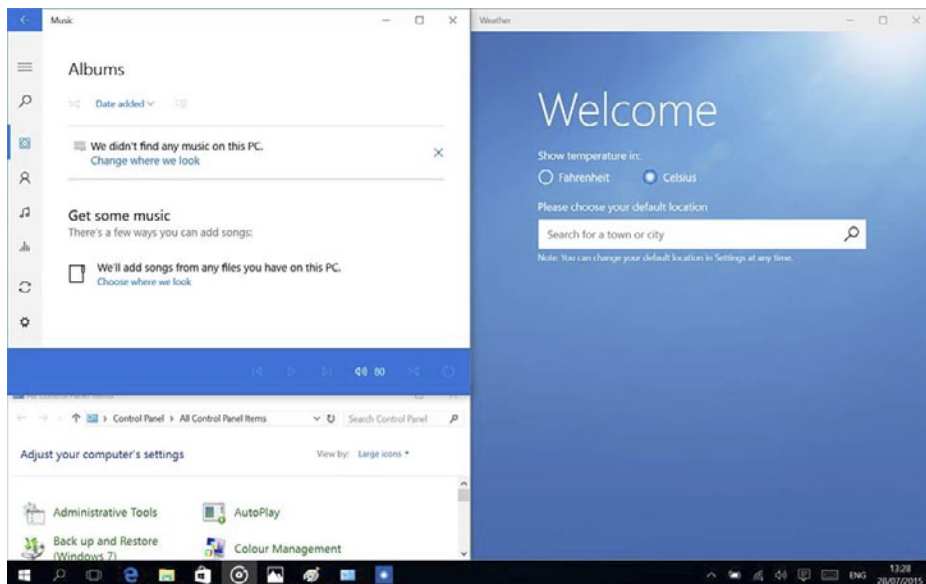 Music
Albums
Date added
We didn't find any music on this PC.
Change where we look
Get some music
There's a few ways you can add songs:
We'll add songs from any files you have on this PC.
Choose where we look
80
All Control Panel Items
Control Panel > All Control Panel Items
Search Control Panel
Adjust your computer's settings
View by: Large icons
Administrative Tools
AutoPlay
Back up and Restore
(Windows 7)
Colour Management
Weather
Welcome
Show temperature in:
Fahrenheit
Celsius
Please choose your default location
Search for a town or city
Note: You can change your default location in Settings at any time.
ENG
13:28
28/07/2015